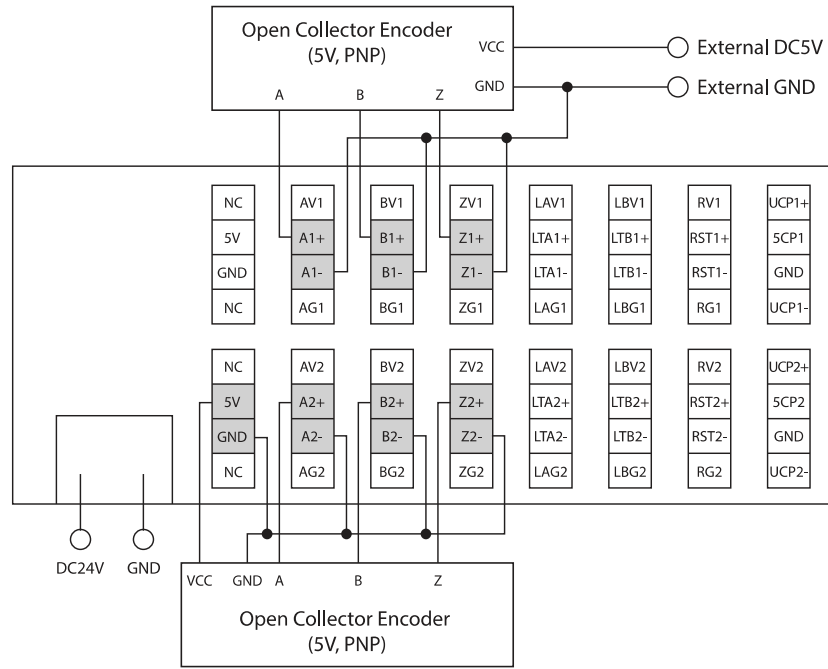 Open Collector Encoder
(5V, PNP)
VCC
External DC5V
GND
External GND
A B Z
NC AV1 BV1 ZV1 LAV1 LBV1 RV1 UCP1+
5V A1+ B1+ Z1+ LTA1+ LTB1+ RST1+ 5CP1
GND A1- B1- Z1- LTA1- LTB1- RST1- GND
NC AG1 BG1 ZG1 LAG1 LBG1 RG1 UCP1-
NC AV2 BV2 ZV2 LAV2 LBV2 RV2 UCP2+
5V A2+ B2+ Z2+ LTA2+ LTB2+ RST2+ 5CP2
GND A2- B2- Z2- LTA2- LTB2- RST2- GND
NC AG2 BG2 ZG2 LAG2 LBG2 RG2 UCP2-
DC24V GND
VCC GND A B Z
Open Collector Encoder
(5V, PNP)